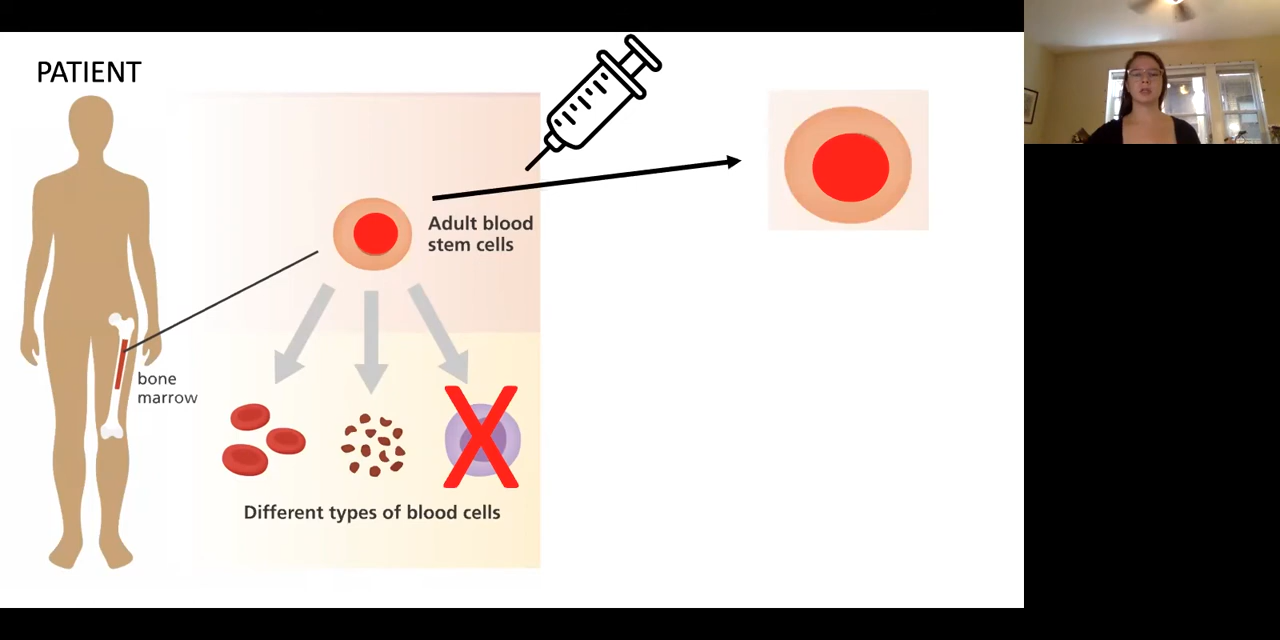 PATIENT
Adult blood
stem cells
bone
marrow
Different types of blood cells